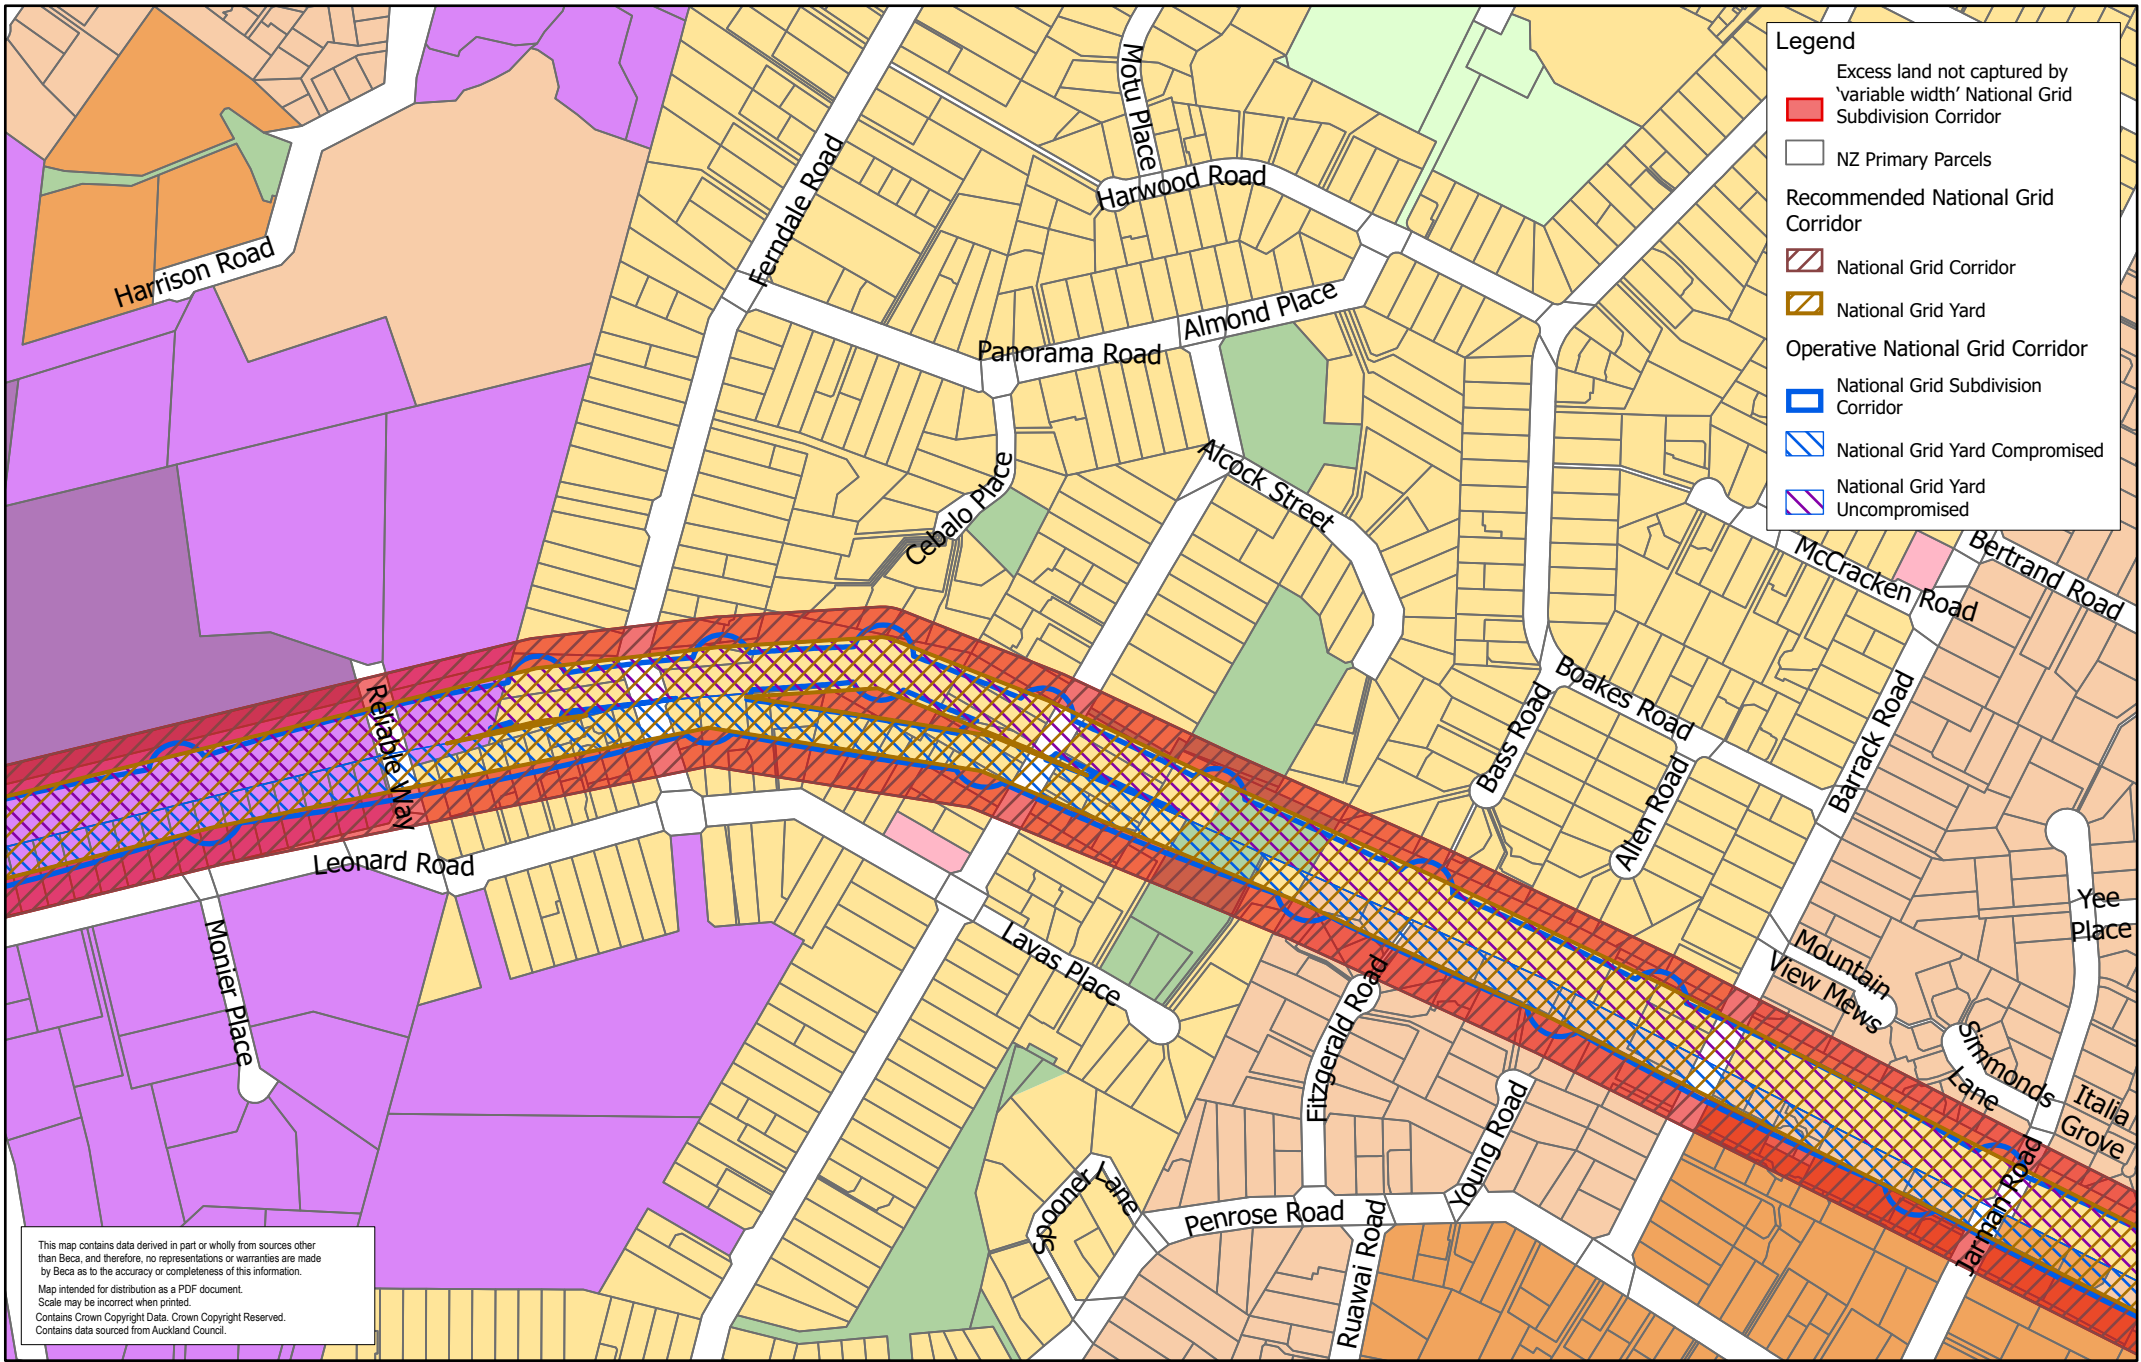 Legend
Excess land not captured by
‘variable width’ National Grid
Subdivision Corridor
NZ Primary Parcels
Recommended National Grid
Corridor
National Grid Corridor
National Grid Yard
Operative National Grid Corridor
National Grid Subdivision
Corridor
National Grid Yard Compromised
National Grid Yard
Uncompromised
Motu Place
Harwood Road
Ferndale Road
Harrison Road
Almond Place
Panorama Road
Alcock Street
Cebalo Place
McCracken Road
Bertrand Road
Boakes Road
Bass Road
Barrack Road
Allen Road
Reliable Way
Leonard Road
Monier Place
Lavas Place
Yee
Place
Mountain
View Mews
Simmonds
Lane
Italia
Grove
Fitzgerald Road
Young Road
Jarman Road
Spooner
Lane
Penrose Road
Ruawai Road
This map contains data derived in part or wholly from sources other
than Beca, and therefore, no representations or warranties are made
by Beca as to the accuracy or completeness of this information.
Map intended for distribution as a PDF document.
Scale may be incorrect when printed.
Contains Crown Copyright Data. Crown Copyright Reserved.
Contains data sourced from Auckland Council.